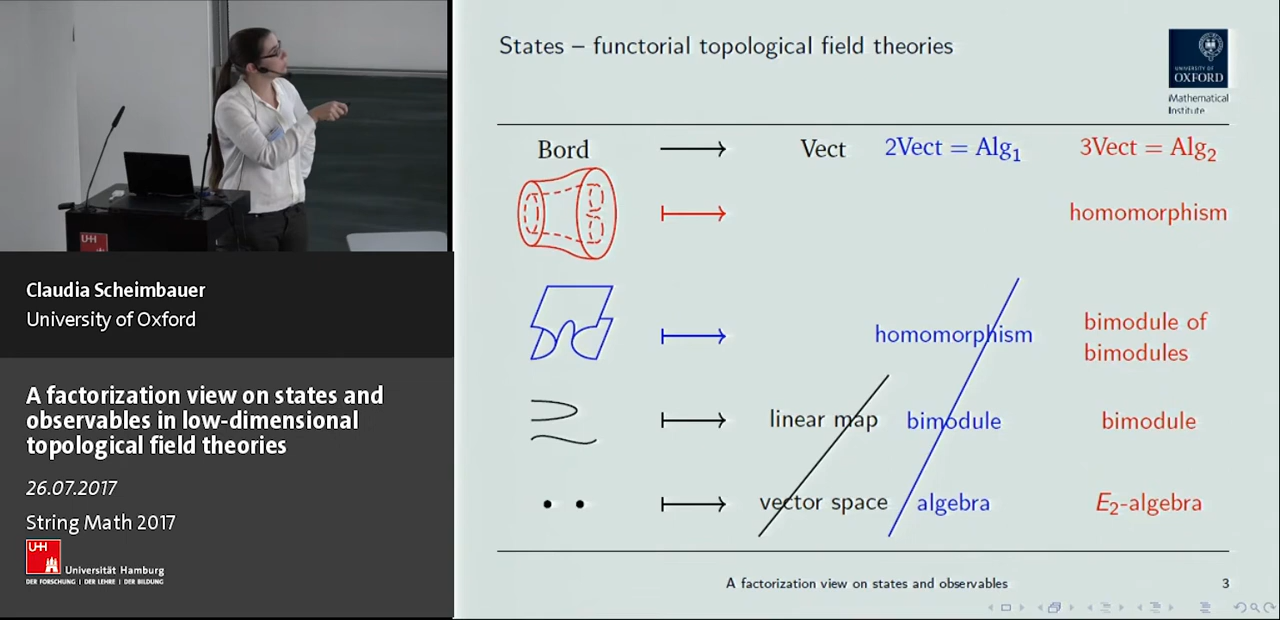 States – functorial topological field theories
UNIVERSITY OF
OXFORD
Mathematical
Institute
Bord Vect 2Vect = Alg₁ 3Vect = Alg₂
homomorphism
homomorphism bimodule of
bimodules
linear map bimodule bimodule
vector space algebra E₂-algebra
A factorization view on states and observables 3
UH
Claudia Scheimbauer
University of Oxford
A factorization view on states and
observables in low-dimensional
topological field theories
26.07.2017
String Math 2017
UH
Universität Hamburg
DER FORSCHUNG | DER LEHRE | DER BILDUNG